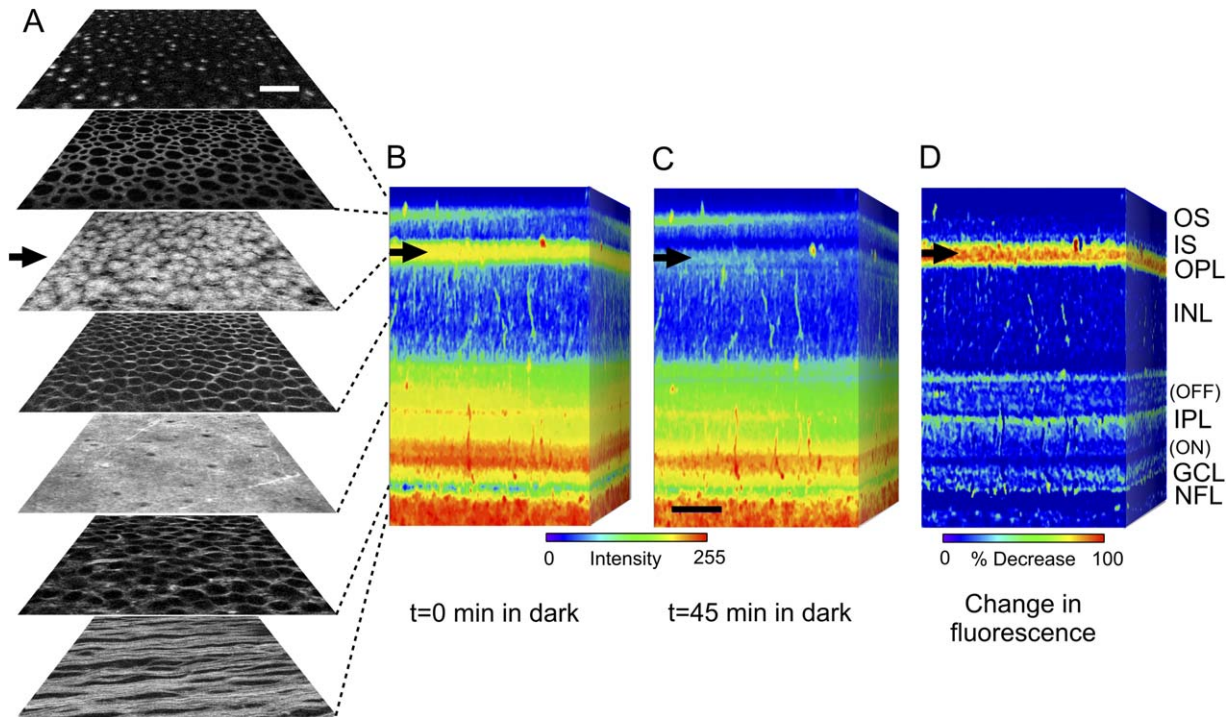 A
B
C
D
OS
IS
OPL
INL
(OFF)
IPL
(ON)
GCL
NFL
0 Intensity 255
0 % Decrease 100
t=0 min in dark
t=45 min in dark
Change in
fluorescence